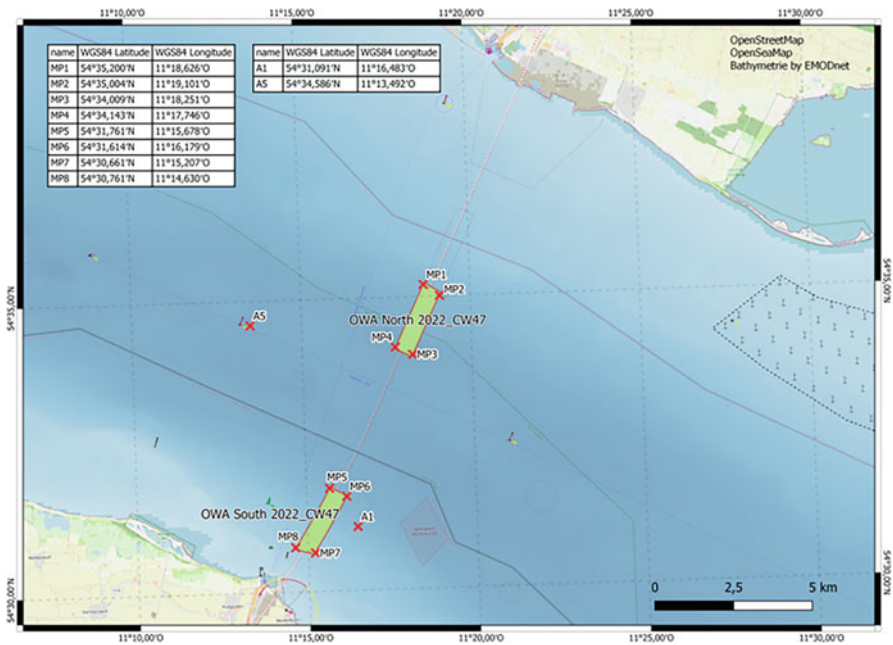 11°10,00'O 11°15,00'O 11°20,00'O 11°25,00'O 11°30,00'O
name WGS84 Latitude WGS84 Longitude
MP1 54°35,200'N 11°18,626'O
MP2 55°35,004'N 11°19,101'O
MP3 54°34,009'N 11°18,251'O
MP4 54°34,143'N 11°17,746'O
MP5 54°31,761'N 11°15,678'O
MP6 54°31,614'N 11°16,179'O
MP7 54°30,661'N 11°15,207'O
MP8 54°30,761'N 11°14,630'O
name WGS84 Latitude WGS84 Longitude
A1 54°31,091'N 11°16,483'O
A5 54°34,586'N 11°13,492'O
OpenStreetMap
OpenSeaMap
Bathymetrie by EMODnet
54°35,00'N
54°35,00'N
MP1
MP2
A5
OWA North 2022_CW47
MP4
MP3
MP5
MP6
OWA South 2022_CW47
A1
MP8
MP7
54°30,00'N
54°30,00'N
0 2,5 5 km
11°10,00'O 11°15,00'O 11°20,00'O 11°25,00'O 11°30,00'O